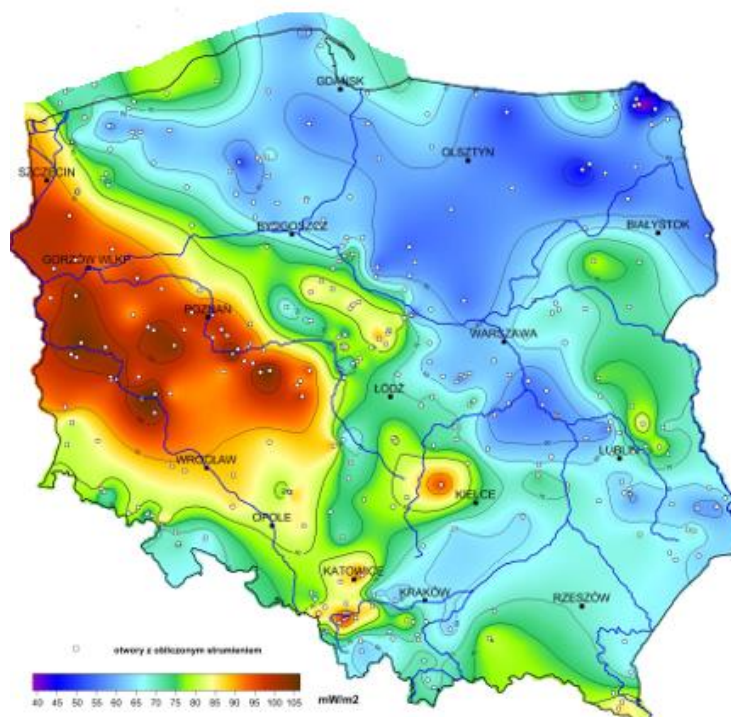 GDAŃSK
OLSZTYN
SZCZECIN
BYDGOSZCZ
BIAŁYSTOK
GORZÓW WLKP
POZNAŃ
WARSZAWA
ŁÓDŹ
WROCŁAW
LUBLIN
KIELCE
OPOLE
KATOWICE
KRAKÓW
RZESZÓW
otwory z obliczonym strumieniem
40 45 50 55 60 65 70 75 80 85 90 95 100 105 mW/m2